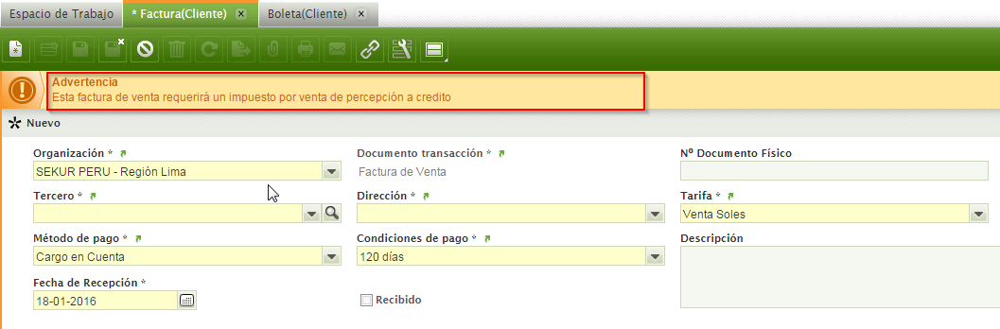 Espacio de Trabajo * Factura(Cliente) Boleta(Cliente)
Advertencia
Esta factura de venta requerirá un impuesto por venta de percepción a credito
Nuevo
Organización * Documento transacción * Nº Documento Físico
SEKUR PERU - Región Lima Factura de Venta
Tercero * Dirección * Tarifa *
Venta Soles
Método de pago * Condiciones de pago * Descripción
Cargo en Cuenta 120 días
Fecha de Recepción *
18-01-2016 Recibido